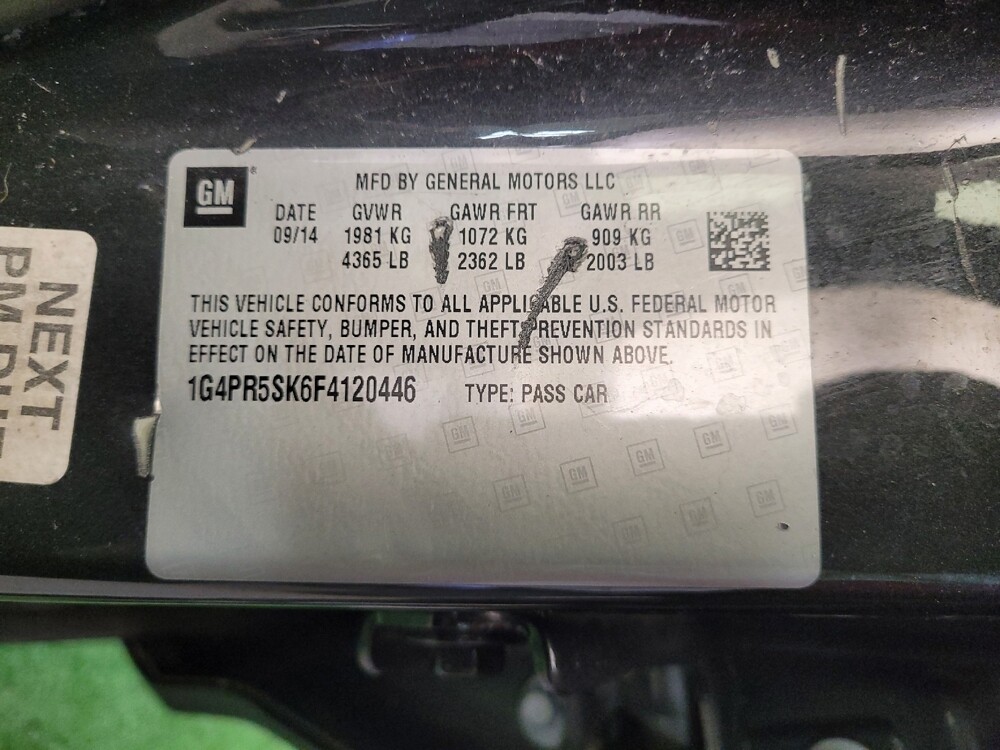 GM
MFD BY GENERAL MOTORS LLC
DATE GVWR GAWR FRT GAWR RR
09/14 1981 KG 1072 KG 909 KG
4365 LB 2362 LB 2003 LB
THIS VEHICLE CONFORMS TO ALL APPLICABLE U.S. FEDERAL MOTOR
VEHICLE SAFETY, BUMPER, AND THEFT PREVENTION STANDARDS IN
EFFECT ON THE DATE OF MANUFACTURE SHOWN ABOVE.
1G4PR5SK6F4120446 TYPE: PASS CAR
NEXT
PM DUE